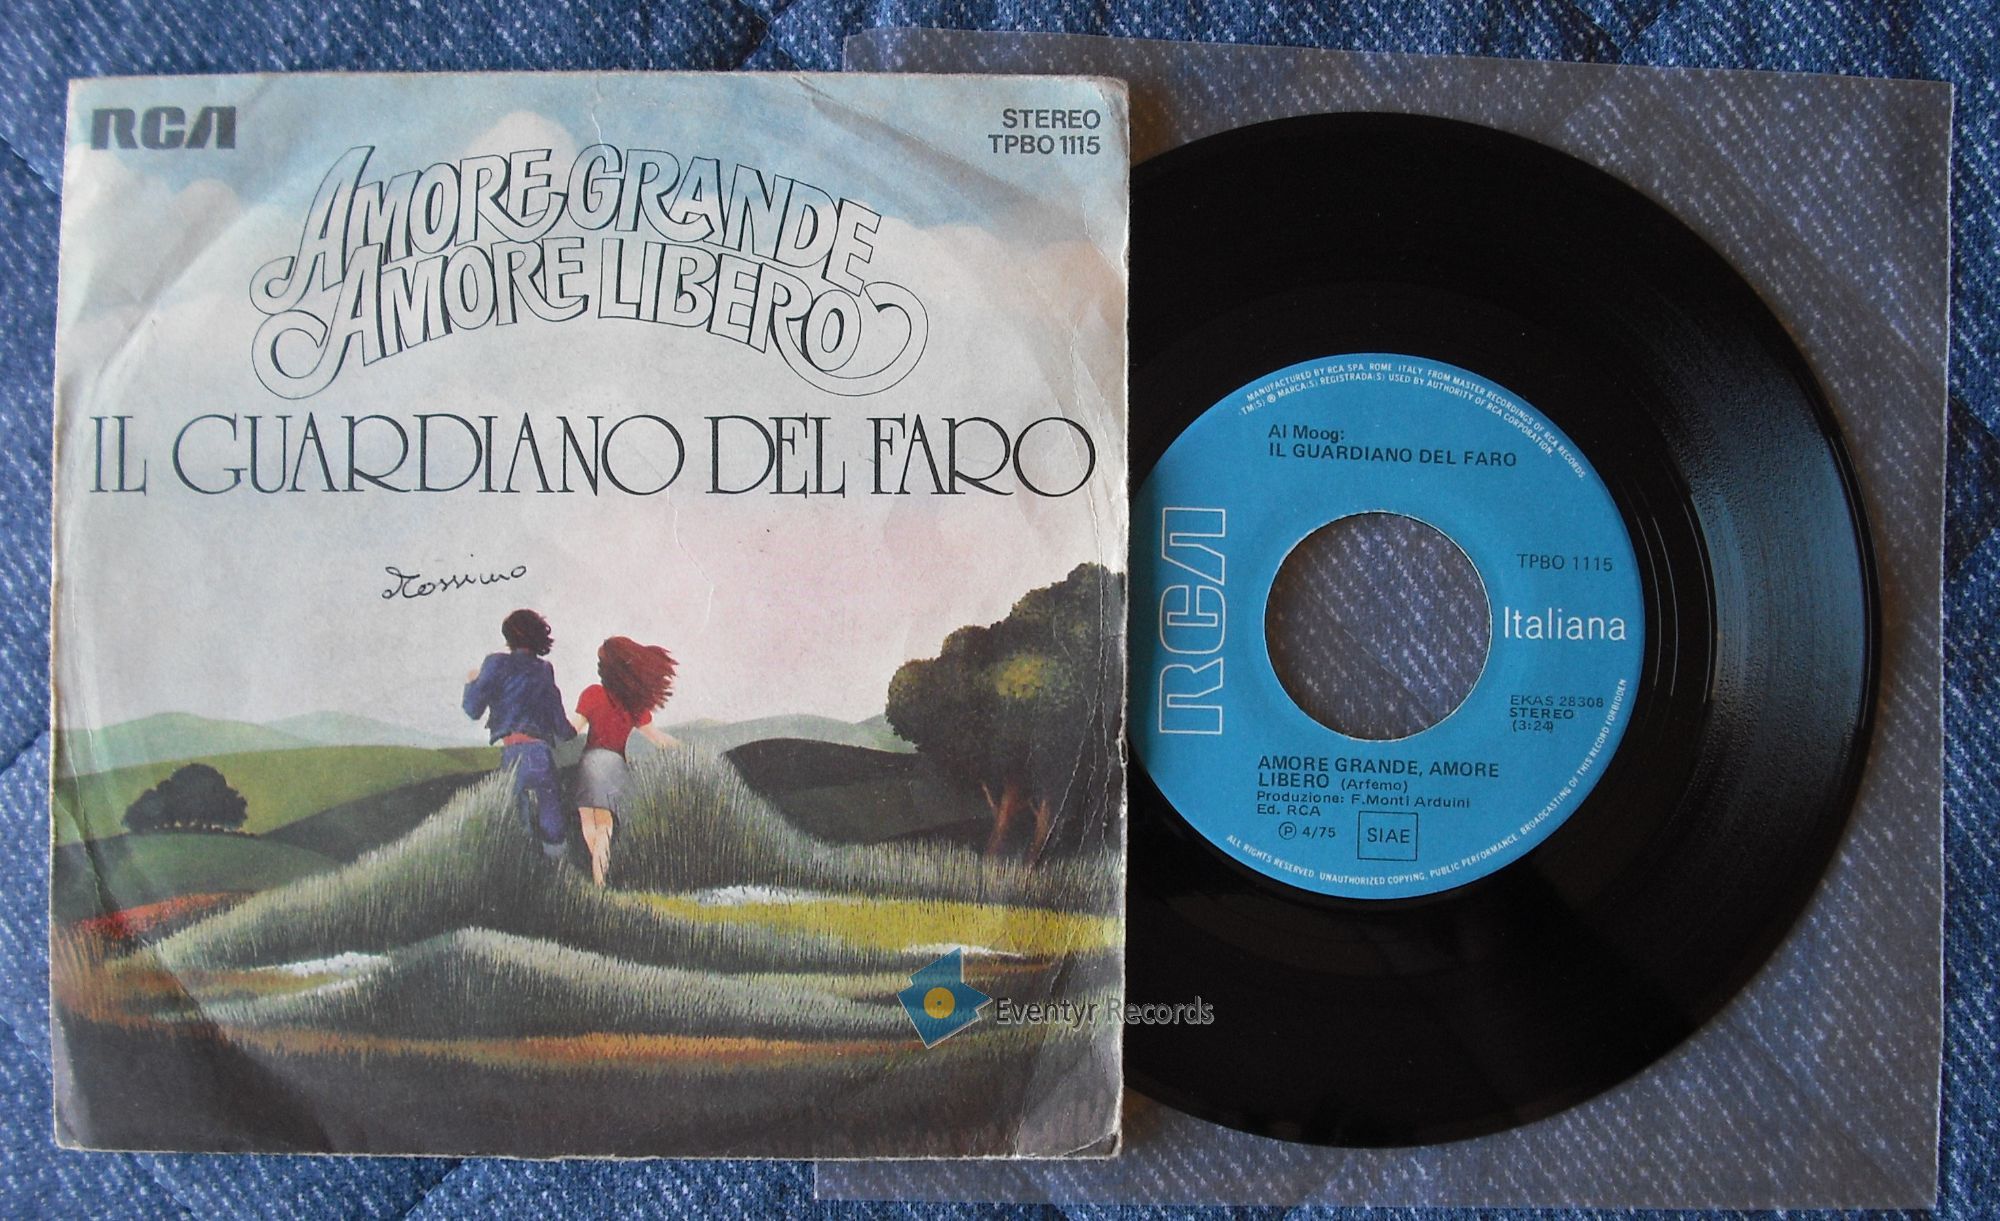 RCA
STEREO
TPBO 1115
AMORE GRANDE
AMORE LIBERO
IL GUARDIANO DEL FARO
Massimo
MANUFACTURED BY RCA SPA, ROME, ITALY, FROM MASTER RECORDINGS OF RCA RECORDS
TM(S) ® MARCA(S) REGISTRADA(S) USED BY AUTHORITY OF RCA CORPORATION.
Al Moog:
IL GUARDIANO DEL FARO
RCA
TPBO 1115
Italiana
EKAS 28308
STEREO
(3:24)
AMORE GRANDE, AMORE
LIBERO (Arfemo)
Produzione: F.Monti Arduini
Ed. RCA
℗ 4/75
SIAE
ALL RIGHTS RESERVED. UNAUTHORIZED COPYING, PUBLIC PERFORMANCE, BROADCASTING OF THIS RECORD FORBIDDEN
Eventyr Records